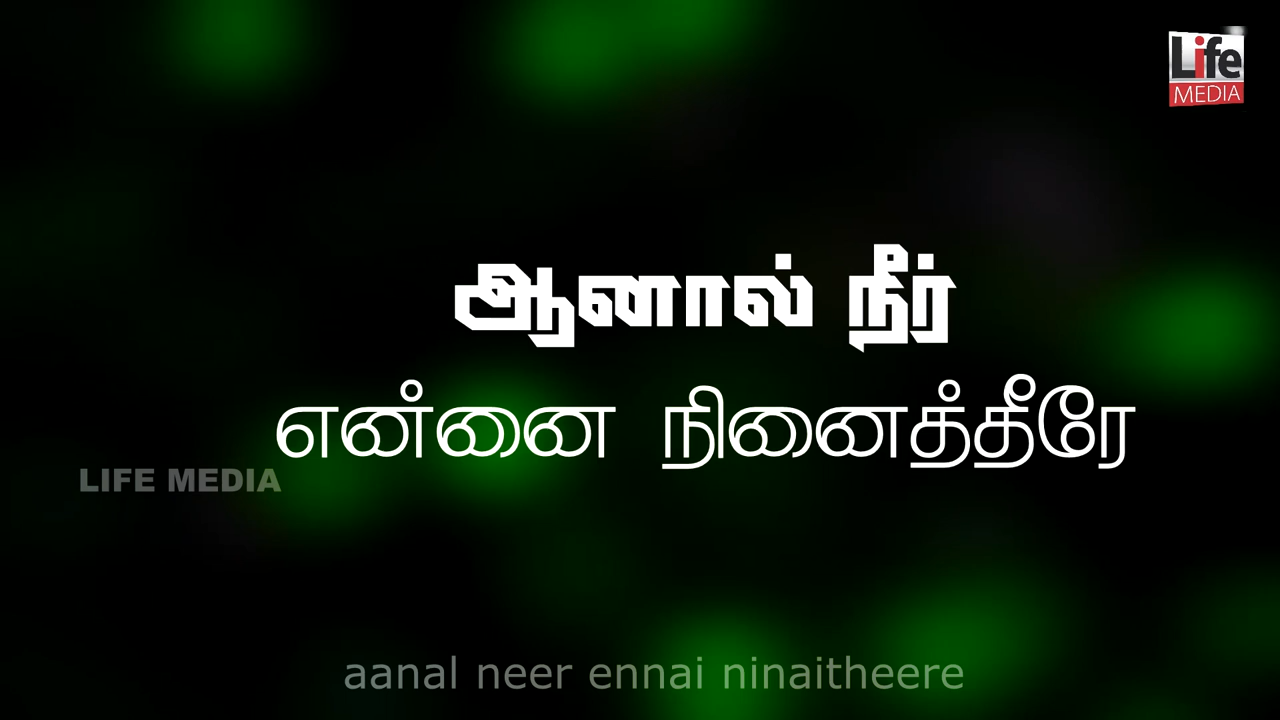 Life
MEDIA
ஆனால் நீர்
என்னை நினைத்தீரே
LIFE MEDIA
aanal neer ennai ninaitheere